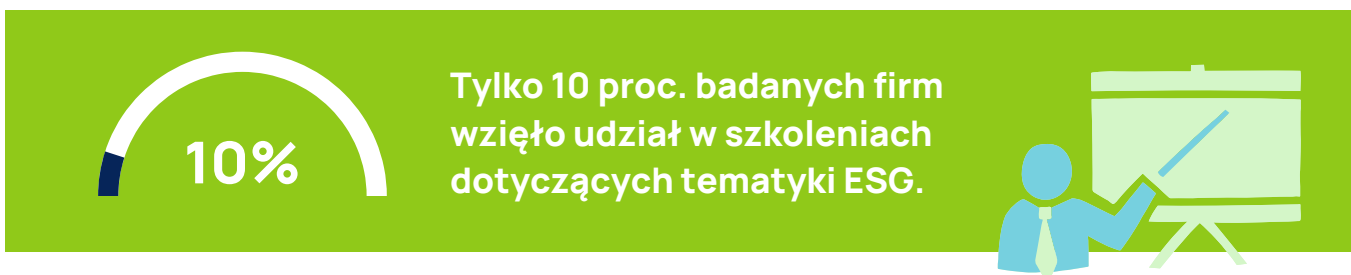 10%
Tylko 10 proc. badanych firm
wzięło udział w szkoleniach
dotyczących tematyki ESG.